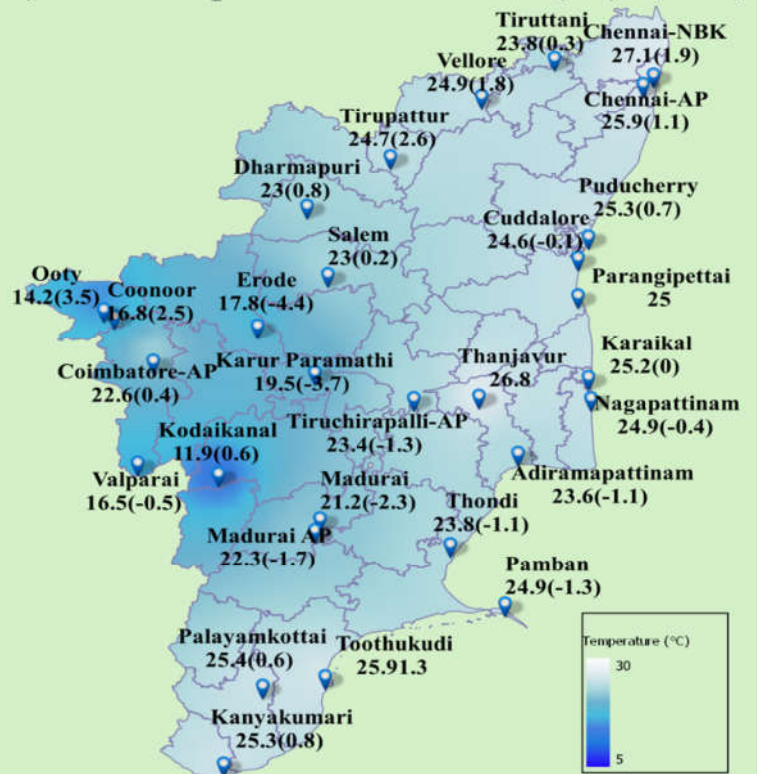 Tiruttani
23.8(0.3)
Chennai-NBK
27.1(1.9)
Vellore
24.9(1.8)
Chennai-AP
25.9(1.1)
Tirupattur
24.7(2.6)
Dharmapuri
23(0.8)
Puducherry
25.3(0.7)
Cuddalore
24.6(-0.1)
Salem
23(0.2)
Ooty
14.2(3.5)
Coonoor
16.8(2.5)
Erode
17.8(-4.4)
Parangipettai
25
Karaikal
25.2(0)
Coimbatore-AP
22.6(0.4)
Karur Paramathi
19.5(-3.7)
Thanjavur
26.8
Nagapattinam
24.9(-0.4)
Tiruchirapalli-AP
23.4(-1.3)
Kodaikanal
11.9(0.6)
Valparai
16.5(-0.5)
Madurai
21.2(-2.3)
Adiramapattinam
23.6(-1.1)
Thondi
23.8(-1.1)
Madurai AP
22.3(-1.7)
Pamban
24.9(-1.3)
Palayamkottai
25.4(0.6)
Toothukudi
25.91.3
Kanyakumari
25.3(0.8)
Temperature (°C)
30
5